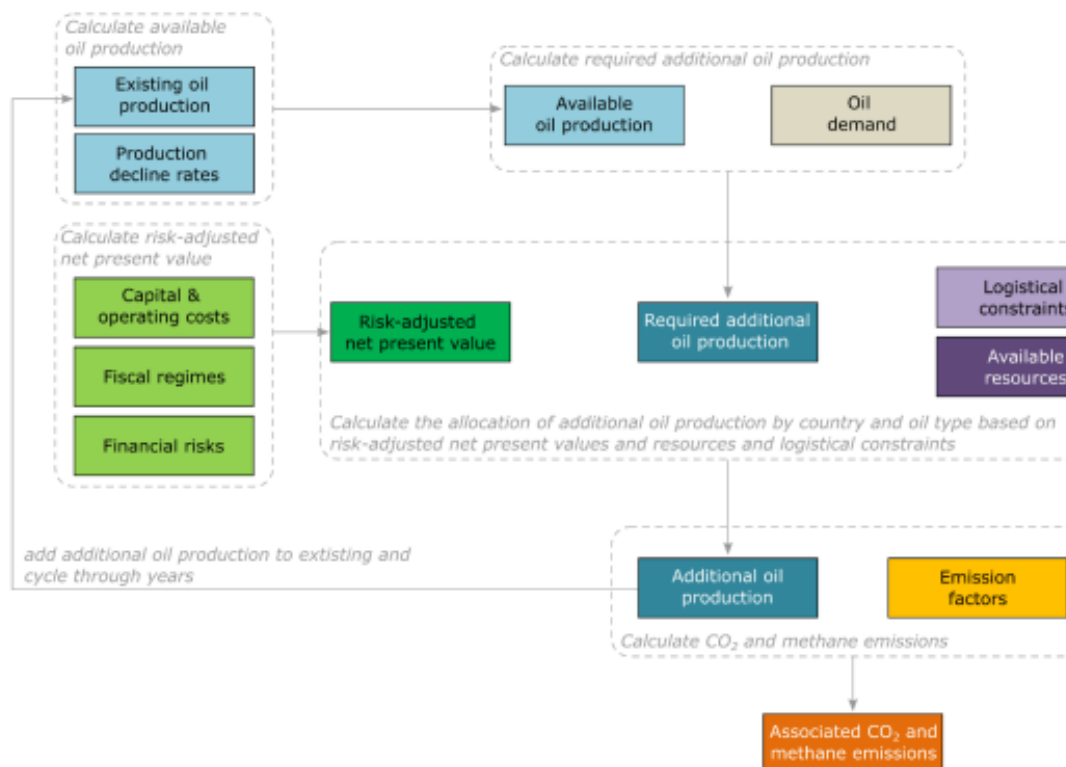 Calculate available
oil production
Existing oil
production
Production
decline rates
Calculate required additional oil production
Available
oil production
Oil
demand
Calculate risk-adjusted
net present value
Capital &
operating costs
Fiscal regimes
Financial risks
Risk-adjusted
net present value
Required additional
oil production
Logistical
constraints
Available
resources
Calculate the allocation of additional oil production by country and oil type based on
risk-adjusted net present values and resources and logistical constraints
add additional oil production to extisting and
cycle through years
Additional oil
production
Emission
factors
Calculate CO₂ and methane emissions
Associated CO₂ and
methane emissions